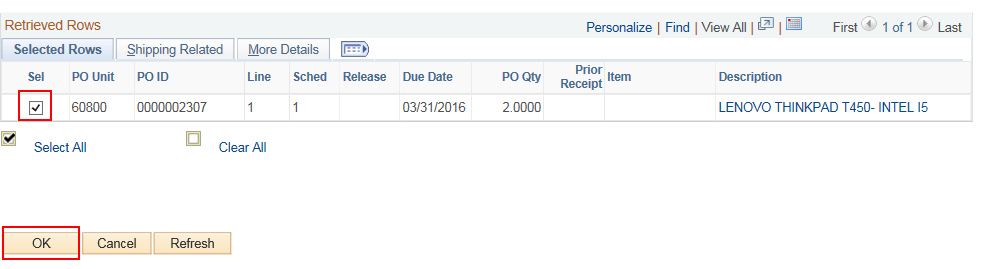 Retrieved Rows Personalize | Find | View All | | First 1 of 1 Last
Selected Rows Shipping Related More Details
Sel PO Unit PO ID Line Sched Release Due Date PO Qty Prior Receipt Item Description
60800 0000002307 1 1 03/31/2016 2.0000 LENOVO THINKPAD T450- INTEL I5
Select All Clear All
OK Cancel Refresh